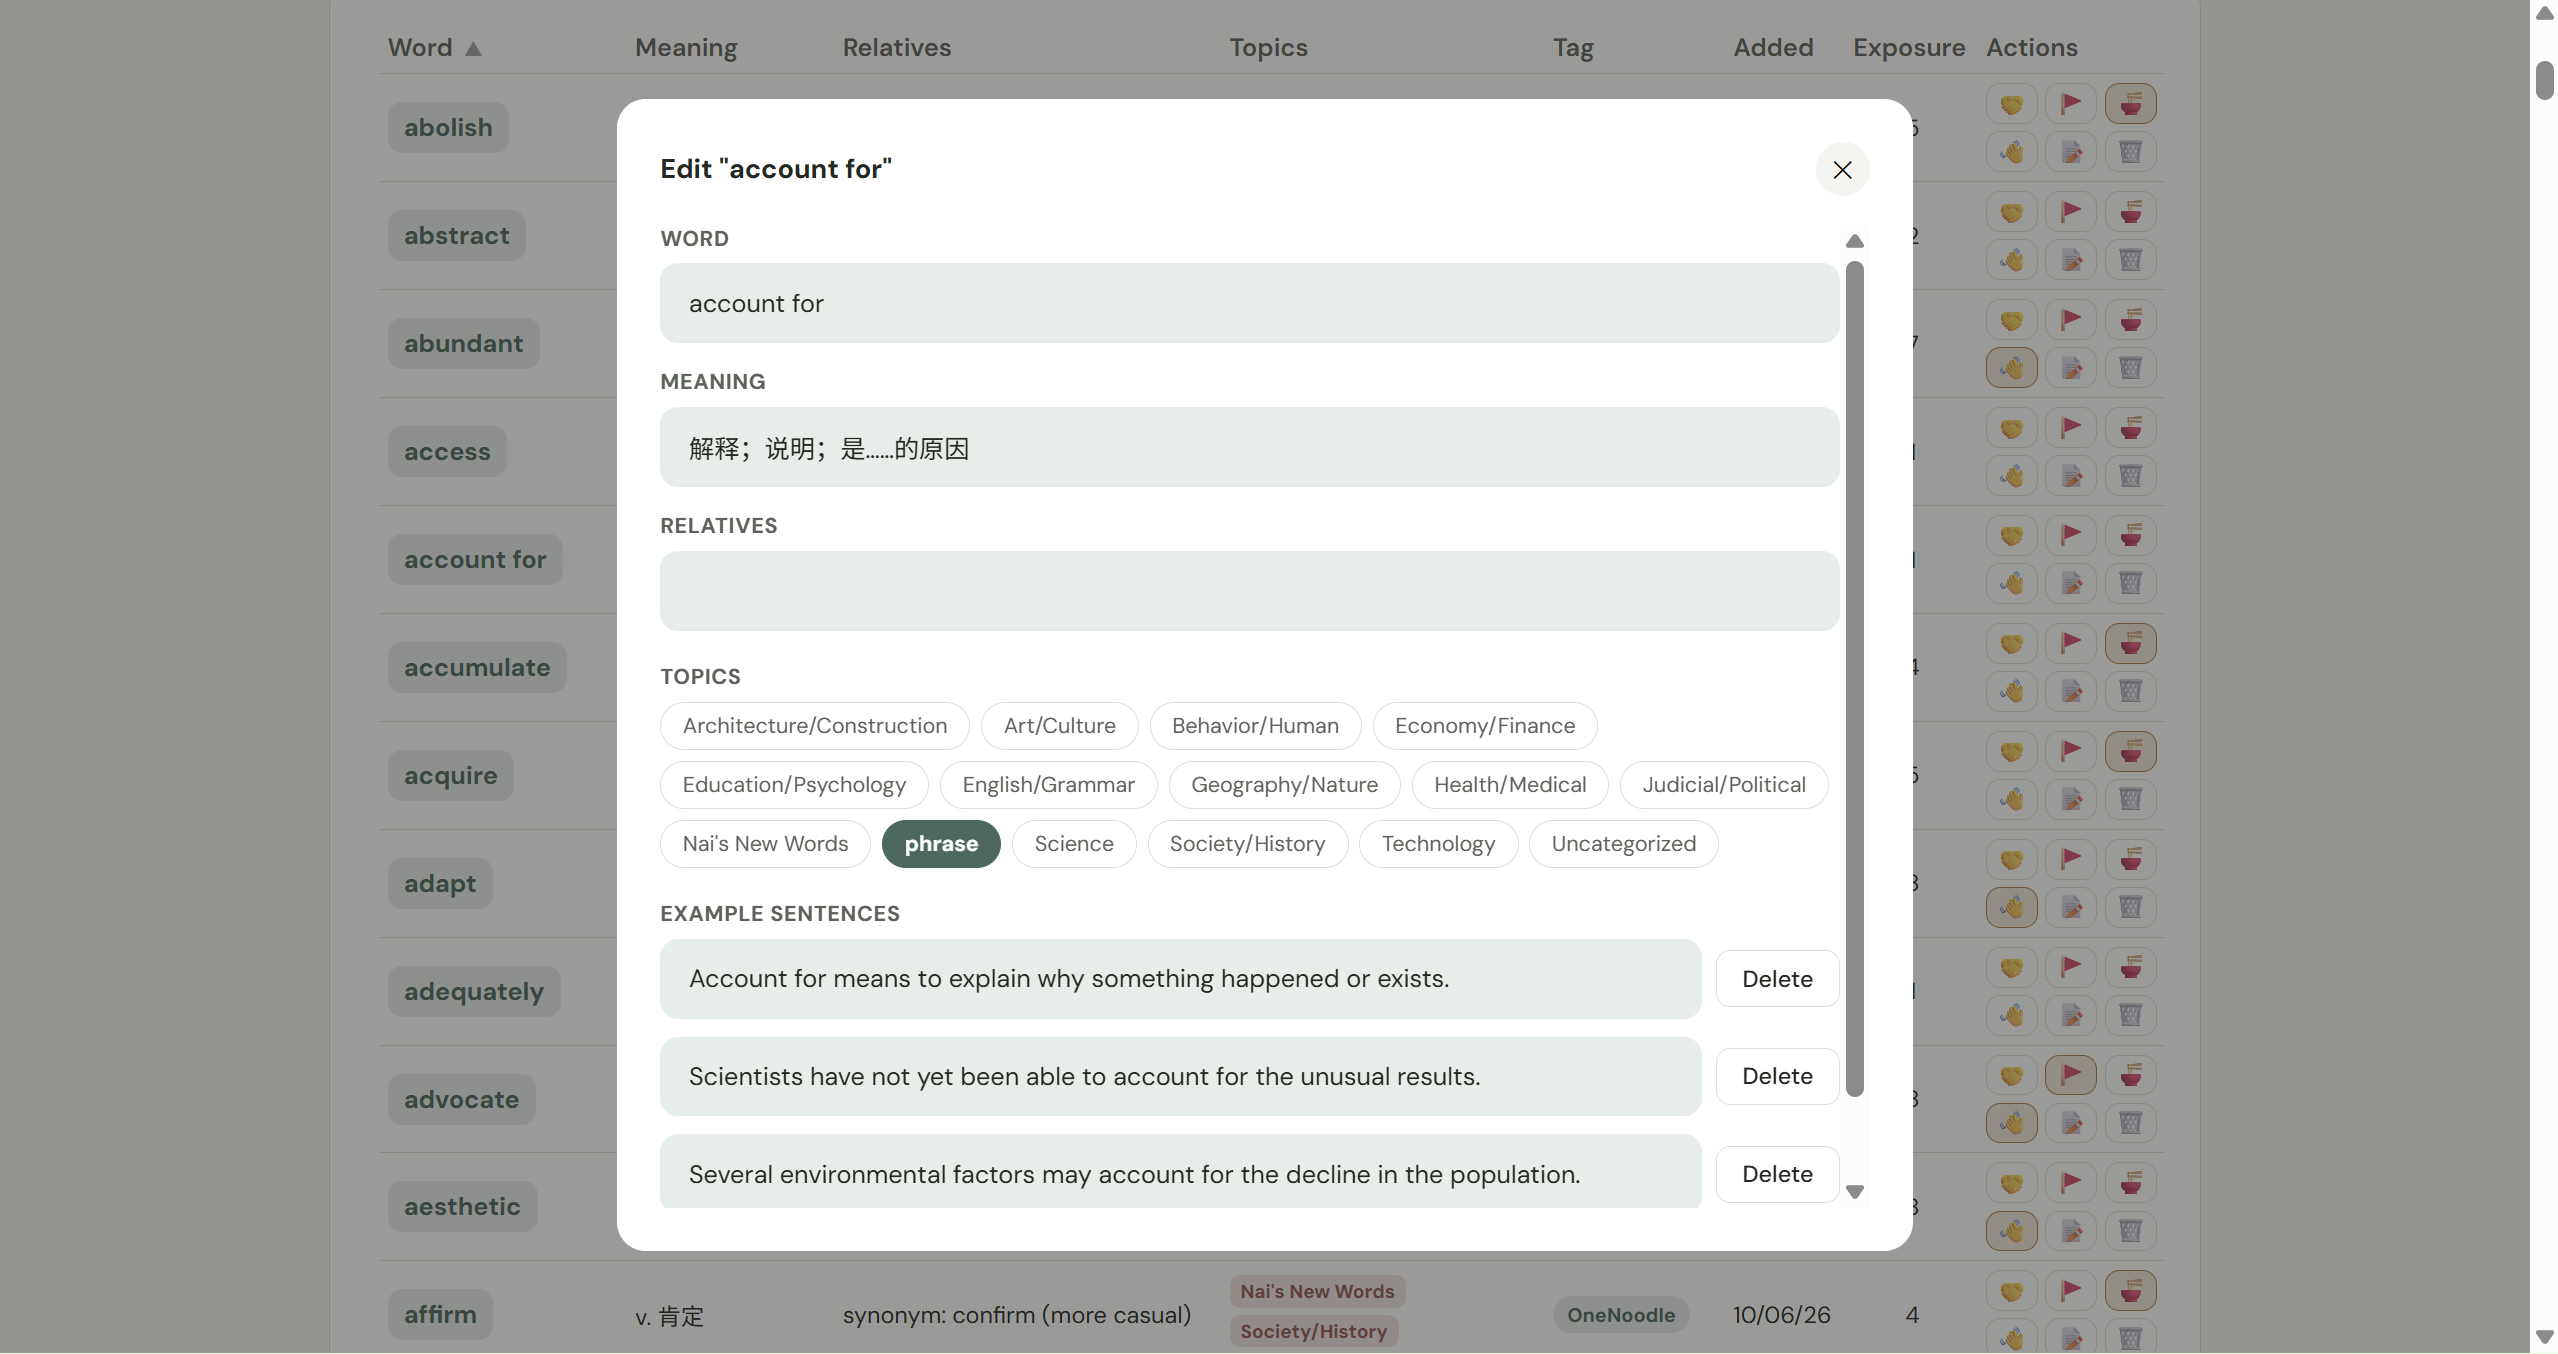 Word ▲ Meaning Relatives Topics Tag Added Exposure Actions
abolish
abstract
abundant
access
account for
accumulate
acquire
adapt
adequately
advocate
aesthetic
Edit "account for"
WORD
account for
MEANING
解释；说明；是……的原因
RELATIVES
TOPICS
Architecture/Construction Art/Culture Behavior/Human Economy/Finance
Education/Psychology English/Grammar Geography/Nature Health/Medical Judicial/Political
Nai's New Words phrase Science Society/History Technology Uncategorized
EXAMPLE SENTENCES
Account for means to explain why something happened or exists. Delete
Scientists have not yet been able to account for the unusual results. Delete
Several environmental factors may account for the decline in the population. Delete
affirm v. 肯定 synonym: confirm (more casual) Nai's New Words OneNoodle 10/06/26 4
Society/History